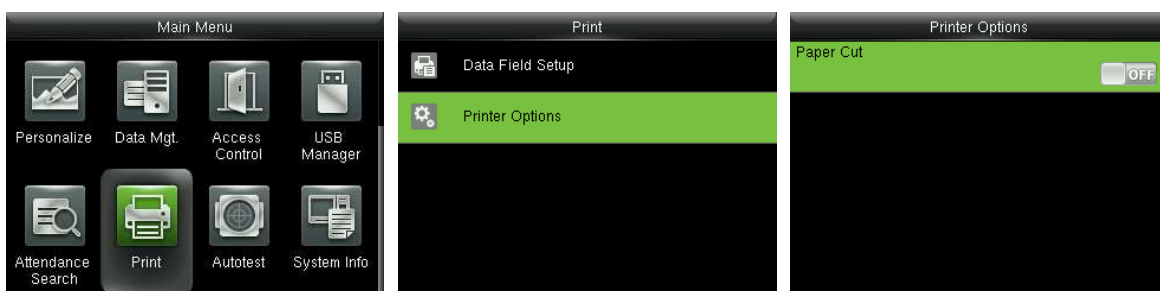 Main Menu
Personalize
Data Mgt.
Access
Control
USB
Manager
Attendance
Search
Print
Autotest
System Info
Print
Data Field Setup
Printer Options
Printer Options
Paper Cut
OFF